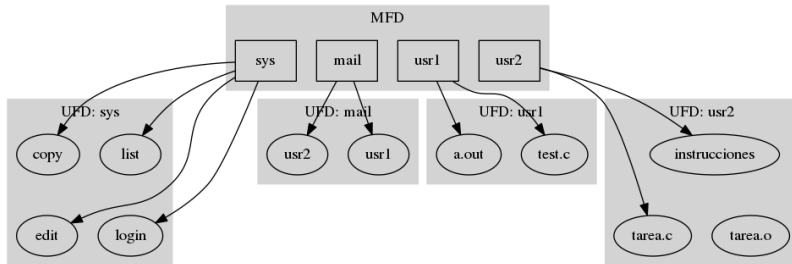 MFD
sys
mail
usr1
usr2
UFD: sys
copy
list
edit
login
UFD: mail
usr2
usr1
UFD: usr1
a.out
test.c
UFD: usr2
instrucciones
tarea.c
tarea.o